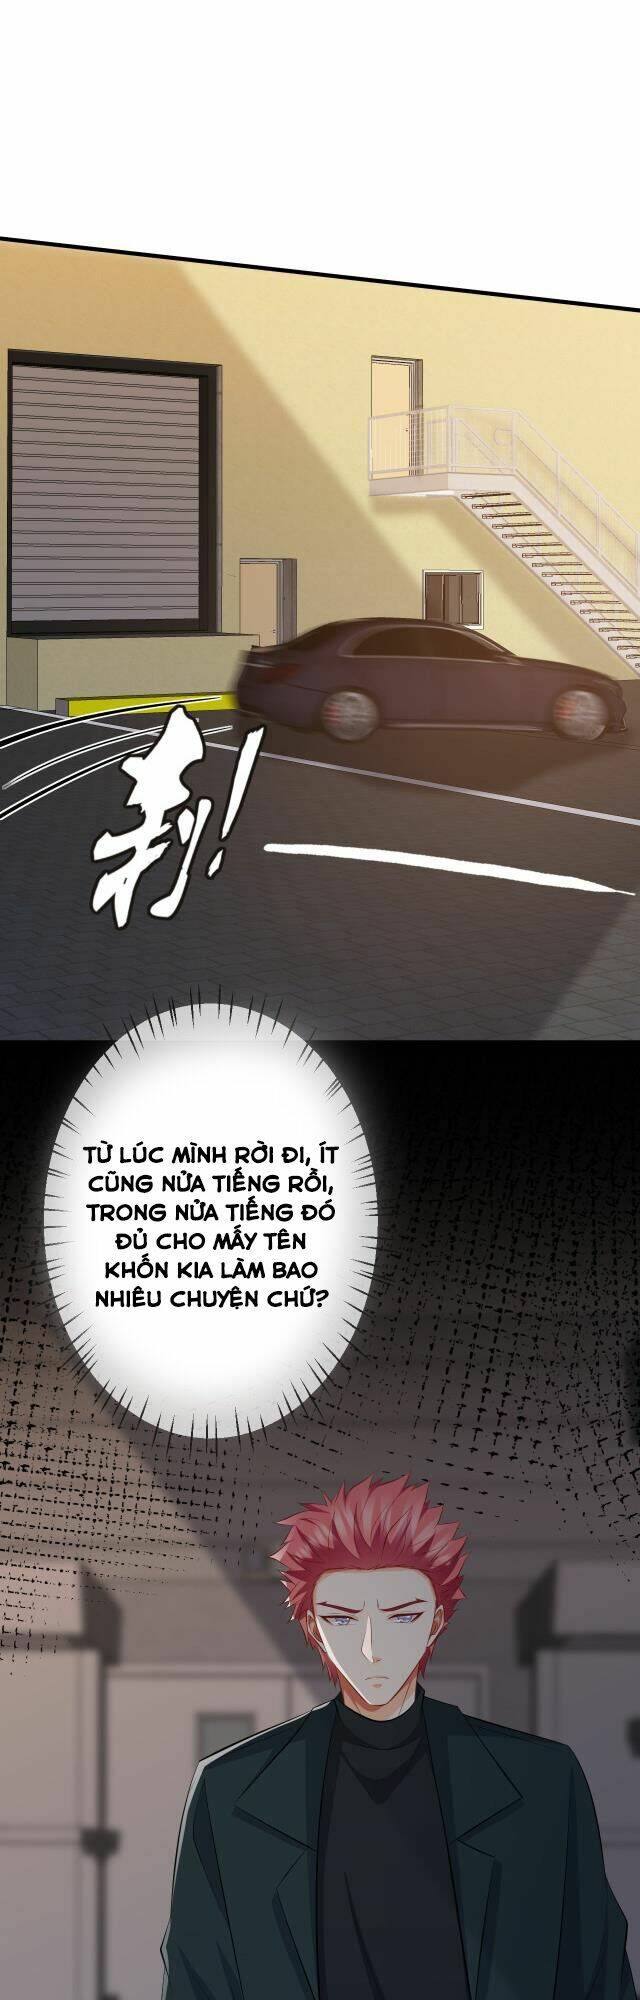 刹!
TỪ LÚC MÌNH RỜI ĐI, ÍT
CŨNG NỬA TIẾNG RỒI,
TRONG NỬA TIẾNG ĐÓ
ĐỦ CHO MẤY TÊN
KHỐN KIA LÀM BAO
NHIÊU CHUYỆN CHỨ?